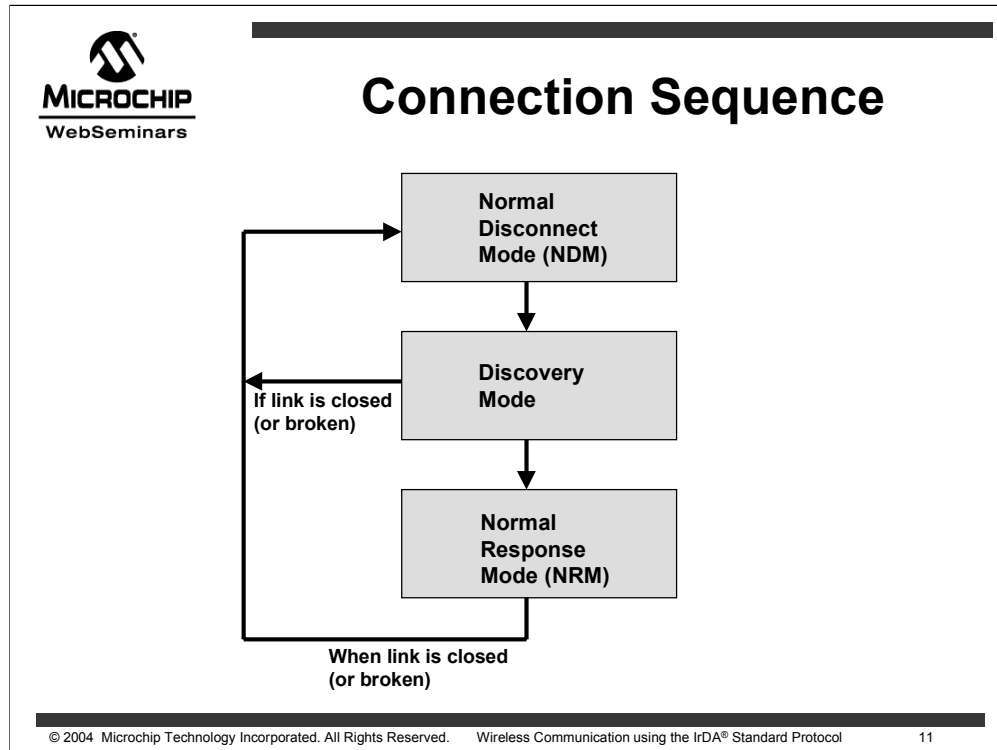 MICROCHIP
WebSeminars
Connection Sequence
Normal
Disconnect
Mode (NDM)
Discovery
Mode
If link is closed
(or broken)
Normal
Response
Mode (NRM)
When link is closed
(or broken)
© 2004 Microchip Technology Incorporated. All Rights Reserved. Wireless Communication using the IrDA® Standard Protocol 11